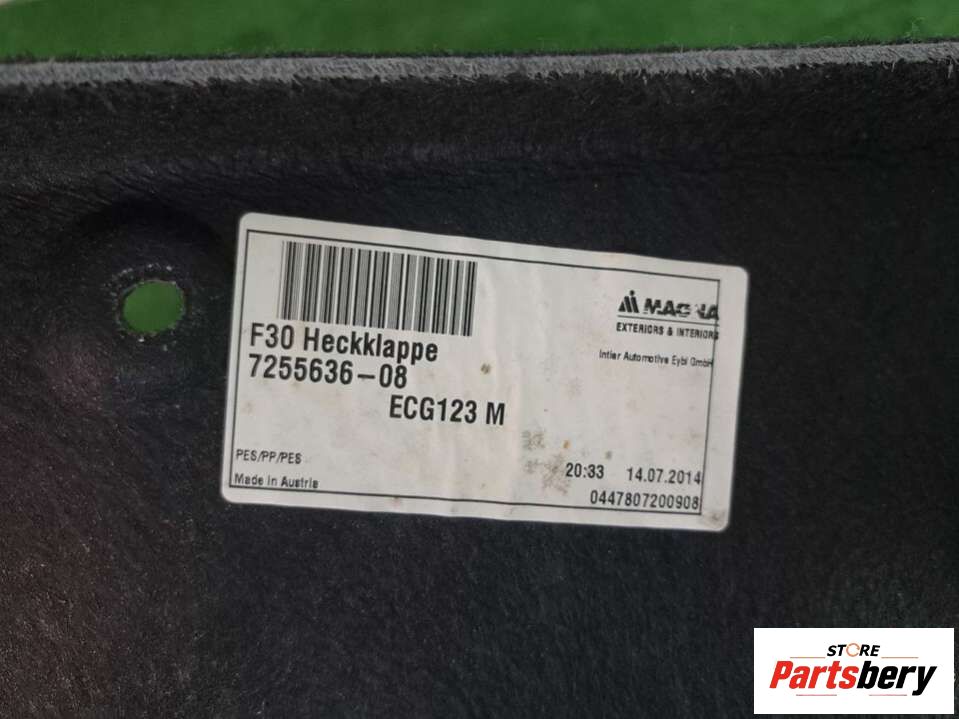 F30 Heckklappe
7255636-08
ECG123 M
MAGNA
EXTERIORS & INTERIORS
Intier Automotive Eybl GmbH
PES/PP/PES
Made in Austria
20:33 14.07.2014
0447807200908
STORE
Partsbery